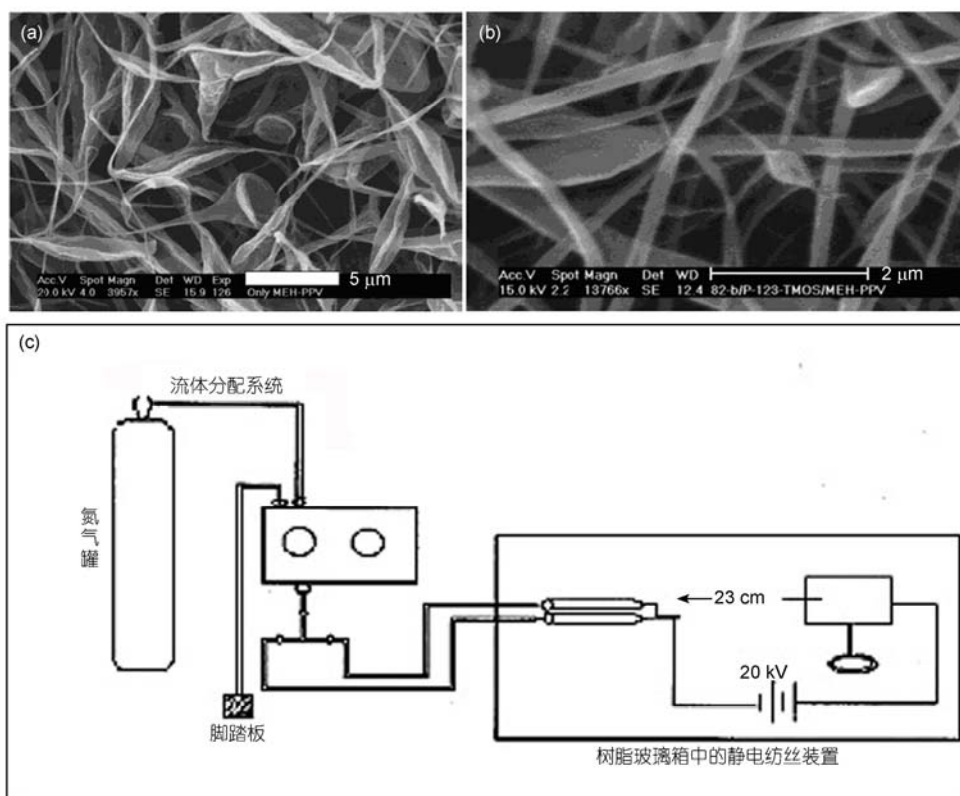 (a)
Acc.V Spot Magn Det WD Exp
20.0 kV 4.0 3957x SE 15.9 126 Only MEH-PPV
5 μm
(b)
Acc.V Spot Magn Det WD
15.0 kV 2.2 13766x SE 12.4 82-b/P-123-TMOS/MEH-PPV
2 μm
(c)
流体分配系统
氮气罐
脚踏板
23 cm
20 kV
树脂玻璃箱中的静电纺丝装置